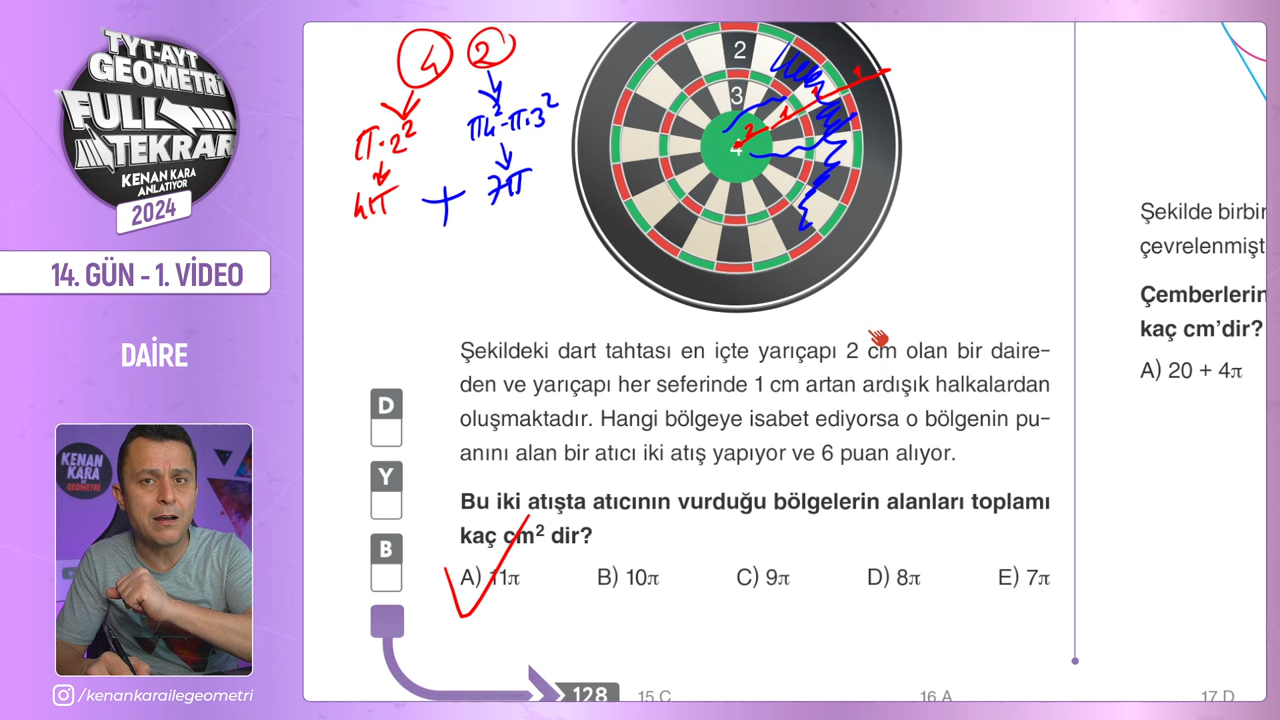 TYT-AYT
GEOMETRİ
FULL
TEKRAR
KENAN KARA
ANLATIYOR
2024
14. GÜN - 1. VİDEO
DAİRE
KENAN
KARA
/kenankarailegeometri
4
2
π·2²
π4²-π·3²
4π
+
7π
2
3
4
2
1
1
1
Şekildeki dart tahtası en içte yarıçapı 2 cm olan bir daire-
den ve yarıçapı her seferinde 1 cm artan ardışık halkalardan
oluşmaktadır. Hangi bölgeye isabet ediyorsa o bölgenin pu-
anını alan bir atıcı iki atış yapıyor ve 6 puan alıyor.
Bu iki atışta atıcının vurduğu bölgelerin alanları toplamı
kaç cm² dir?
A) 11π B) 10π C) 9π D) 8π E) 7π
D
Y
B
128
15.C 16.A 17.D
Şekilde birbir
çevrelenmişt
Çemberlerin
kaç cm'dir?
A) 20 + 4π